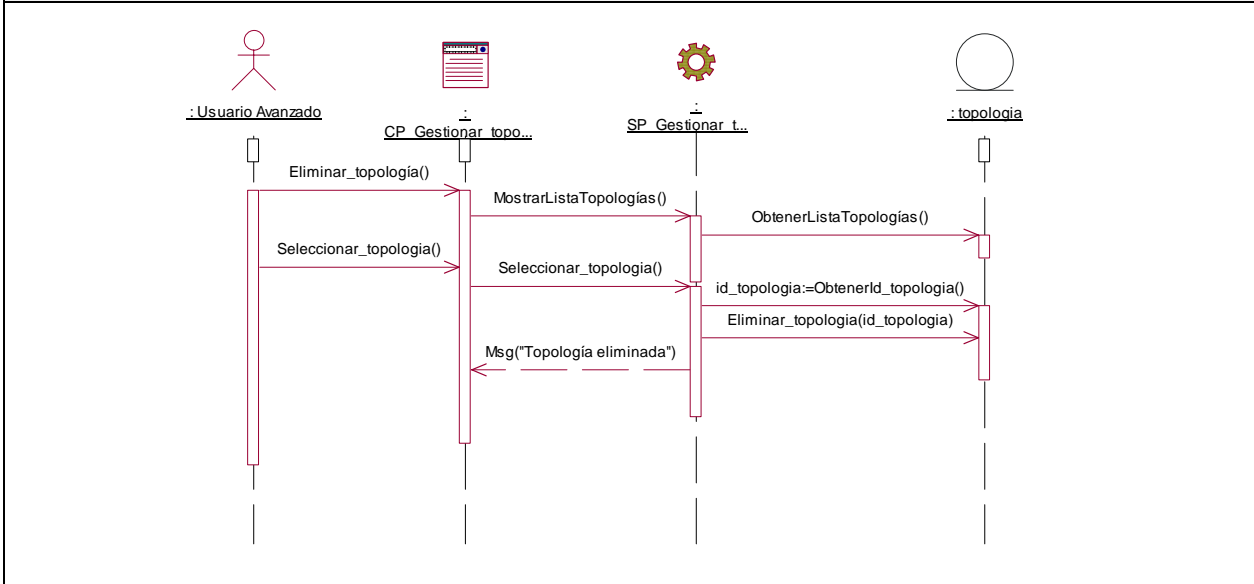 : Usuario Avanzado
:
CP_Gestionar_topo...
:
SP_Gestionar_t...
: topologia
Eliminar_topología()
MostrarListaTopologías()
ObtenerListaTopologías()
Seleccionar_topologia()
Seleccionar_topologia()
id_topologia:=ObtenerId_topologia()
Eliminar_topologia(id_topologia)
Msg("Topología eliminada")